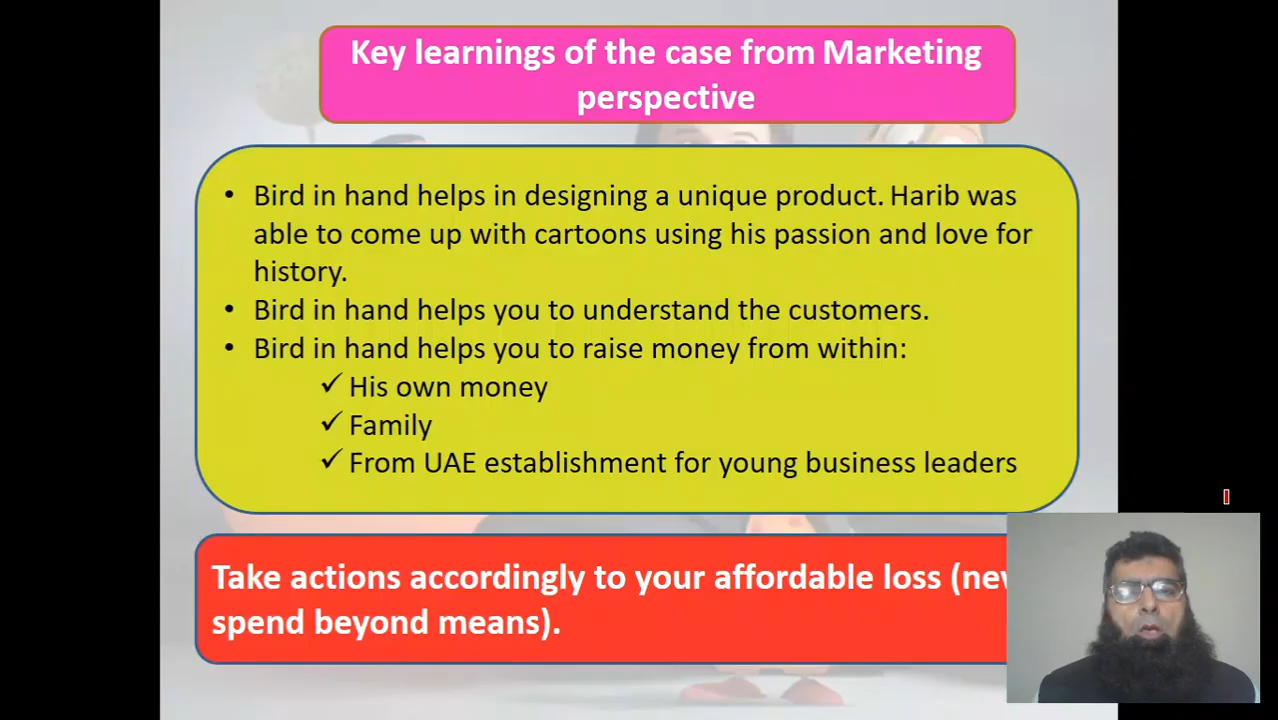 Key learnings of the case from Marketing
perspective
• Bird in hand helps in designing a unique product. Harib was
able to come up with cartoons using his passion and love for
history.
• Bird in hand helps you to understand the customers.
• Bird in hand helps you to raise money from within:
✓ His own money
✓ Family
✓ From UAE establishment for young business leaders
Take actions accordingly to your affordable loss
spend beyond means).